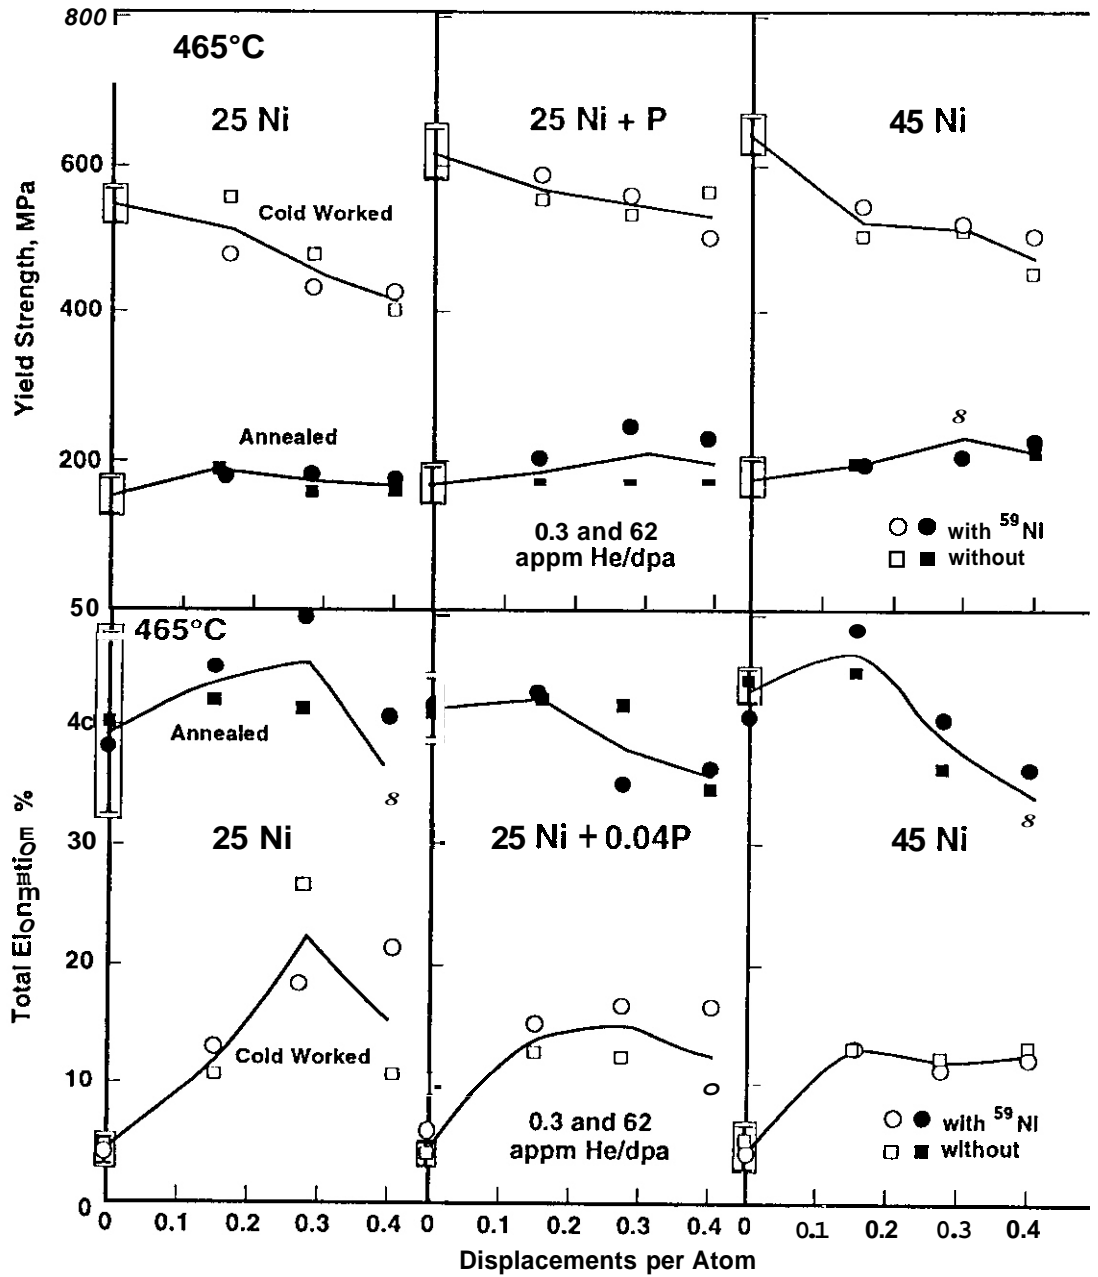 800
465°C
25 Ni
25 Ni + P
45 Ni
600
Cold Worked
Yield Strength, MPa
400
Annealed
8
200
0.3 and 62
appm He/dpa
with 59Ni
without
50
465°C
4c
Annealed
8
8
30
25 Ni
25 Ni + 0.04P
45 Ni
Total Elongation %
20
Cold Worked
10
0.3 and 62
appm He/dpa
with 59Ni
without
0
0 0.1 0.2 0.3 0.4 0 0.1 0.2 0.3 0.4 0 0.1 0.2 0.3 0.4
Displacements per Atom